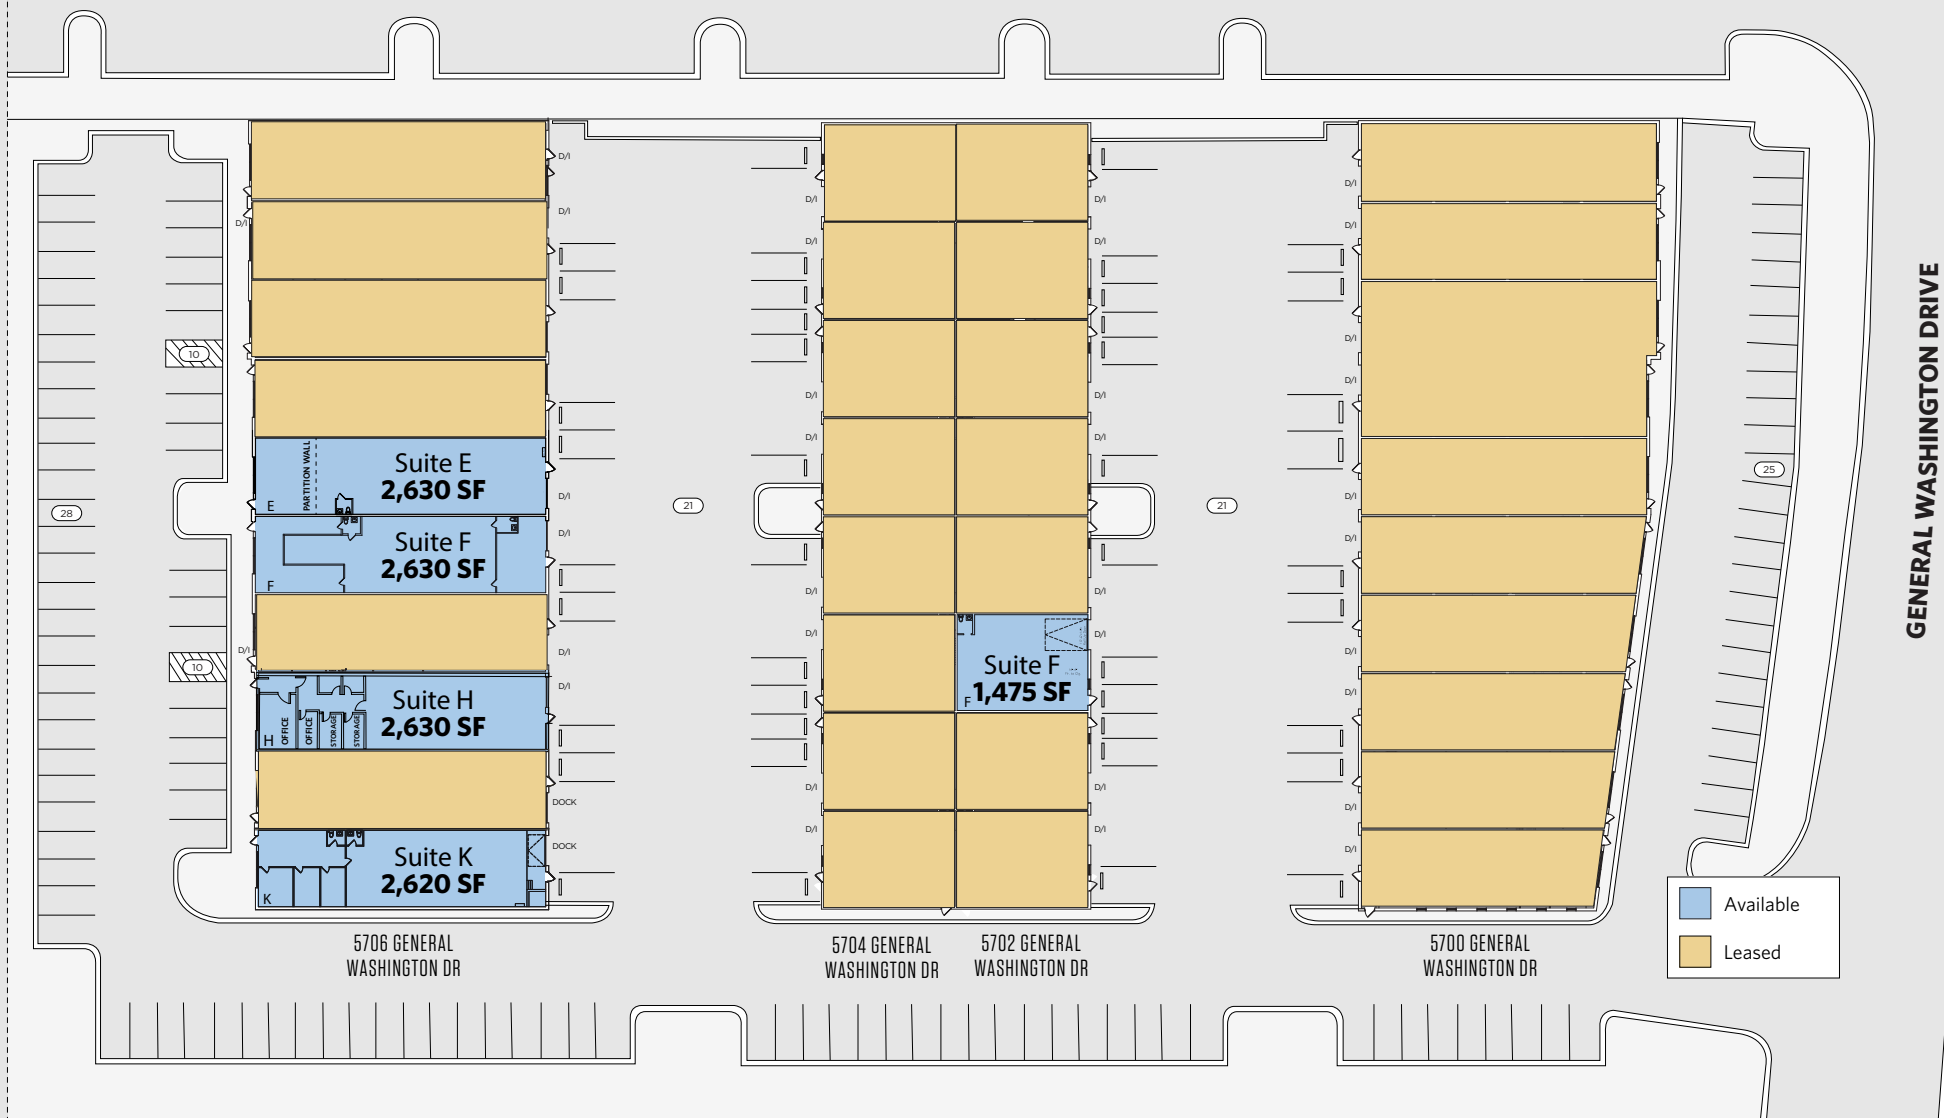 D/I
D/I
D/I
10
Suite E
2,630 SF
PARTITION WALL
E
D/I
Suite F
2,630 SF
F
D/I
28
D/I
D/I
10
Suite H
2,630 SF
H
OFFICE
OFFICE
STORAGE
STORAGE
D/I
DOCK
Suite K
2,620 SF
K
DOCK
5706 GENERAL
WASHINGTON DR
21
D/I
D/I
D/I
D/I
D/I
D/I
D/I
D/I
D/I
D/I
D/I
D/I
D/I
D/I
Suite F
1,475 SF
F
D/I
D/I
5704 GENERAL
WASHINGTON DR
5702 GENERAL
WASHINGTON DR
21
D/I
D/I
D/I
D/I
D/I
D/I
D/I
D/I
D/I
D/I
5700 GENERAL
WASHINGTON DR
25
GENERAL WASHINGTON DRIVE
Available
Leased